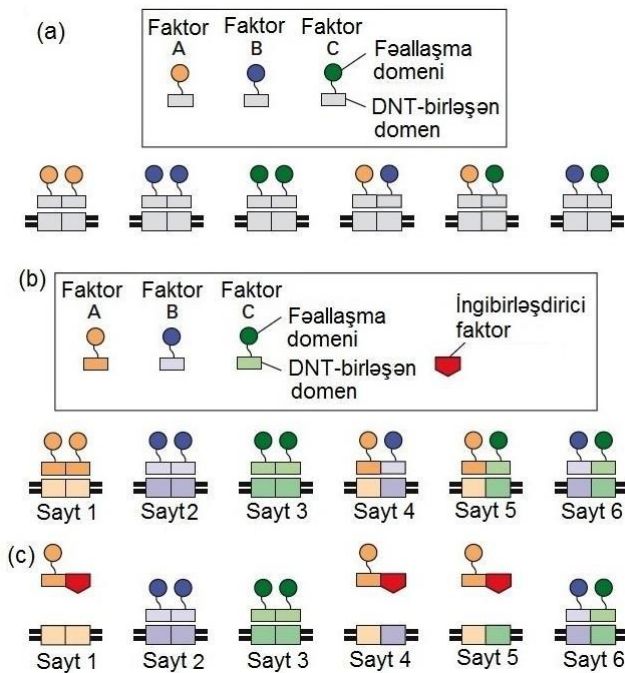 (a)
Faktor A
Faktor B
Faktor C
Fəallaşma
domeni
DNT-birləşən
domen
(b)
Faktor A
Faktor B
Faktor C
Fəallaşma
domeni
DNT-birləşən
domen
İngibirləşdirici
faktor
Sayt 1
Sayt 2
Sayt 3
Sayt 4
Sayt 5
Sayt 6
(c)
Sayt 1
Sayt 2
Sayt 3
Sayt 4
Sayt 5
Sayt 6